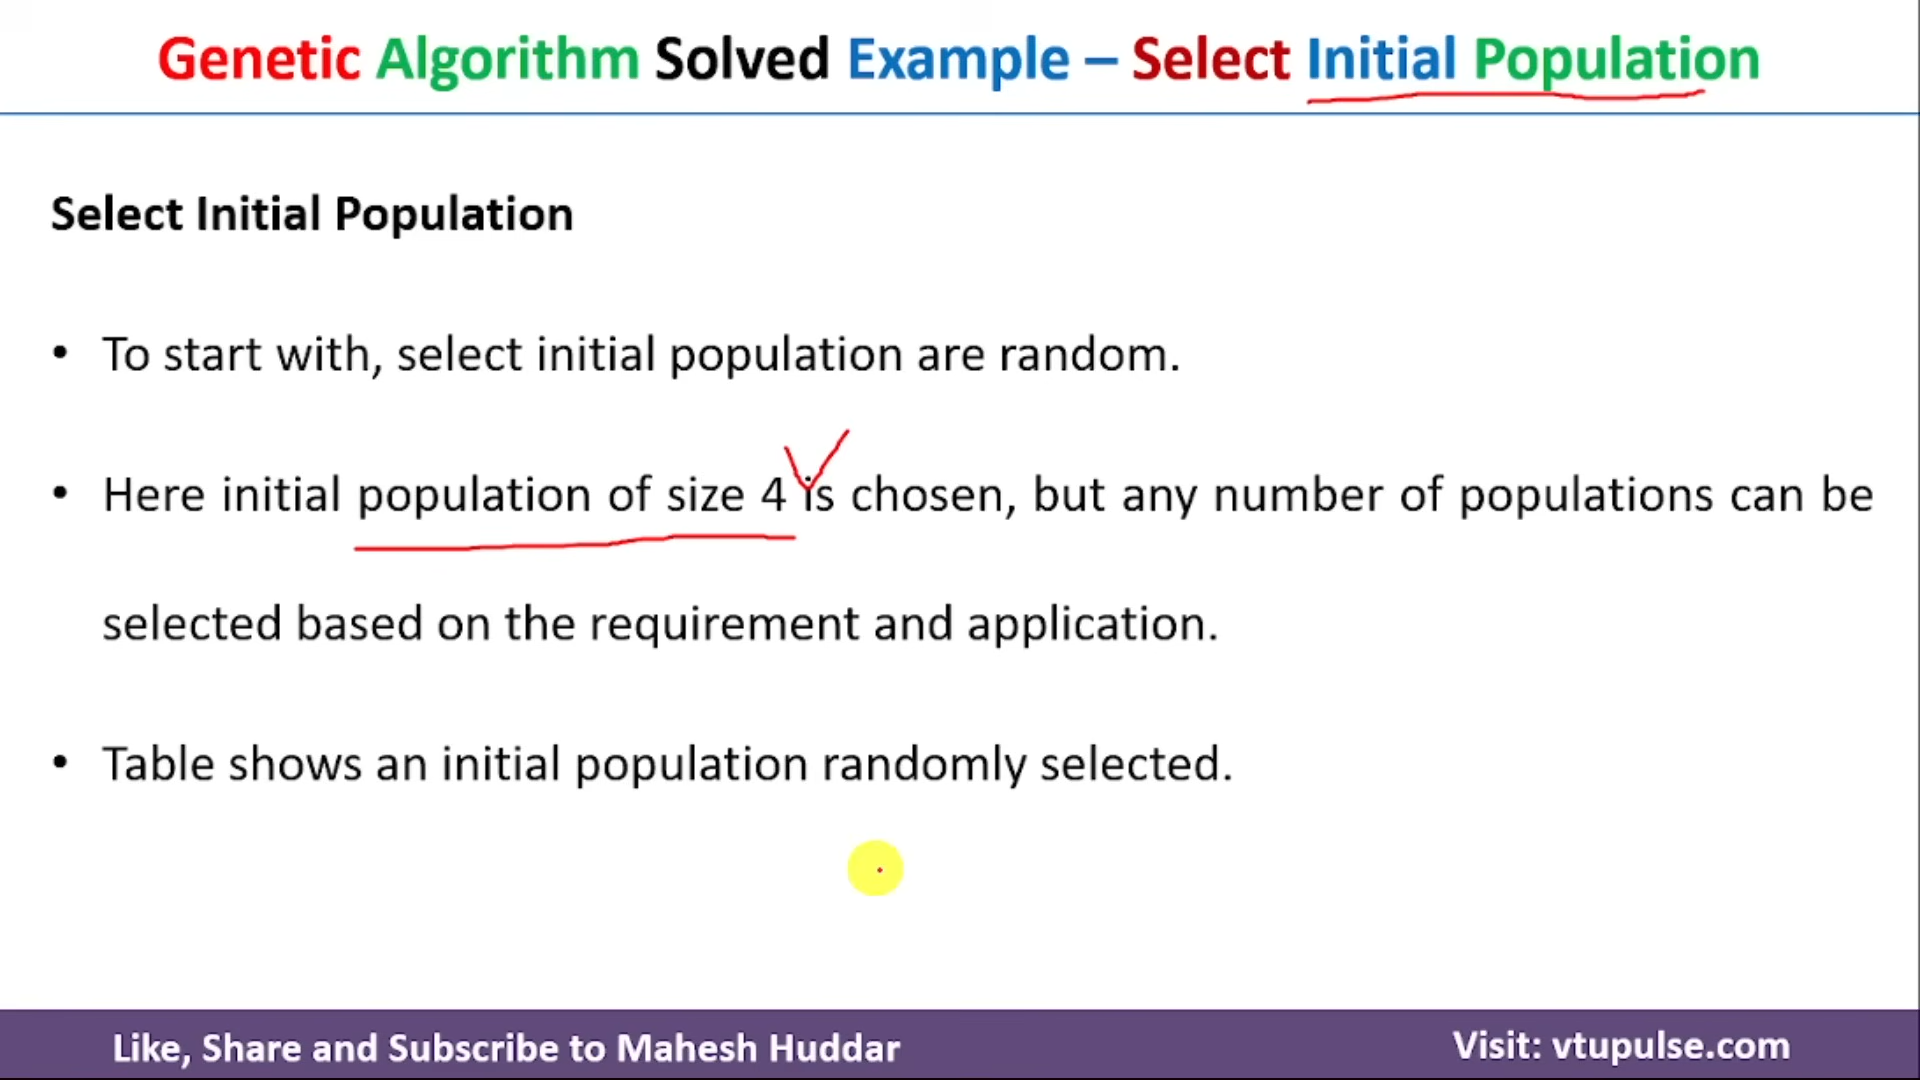 Genetic Algorithm Solved Example – Select Initial Population
Select Initial Population
• To start with, select initial population are random.
• Here initial population of size 4 is chosen, but any number of populations can be
selected based on the requirement and application.
• Table shows an initial population randomly selected.
Like, Share and Subscribe to Mahesh Huddar
Visit: vtupulse.com